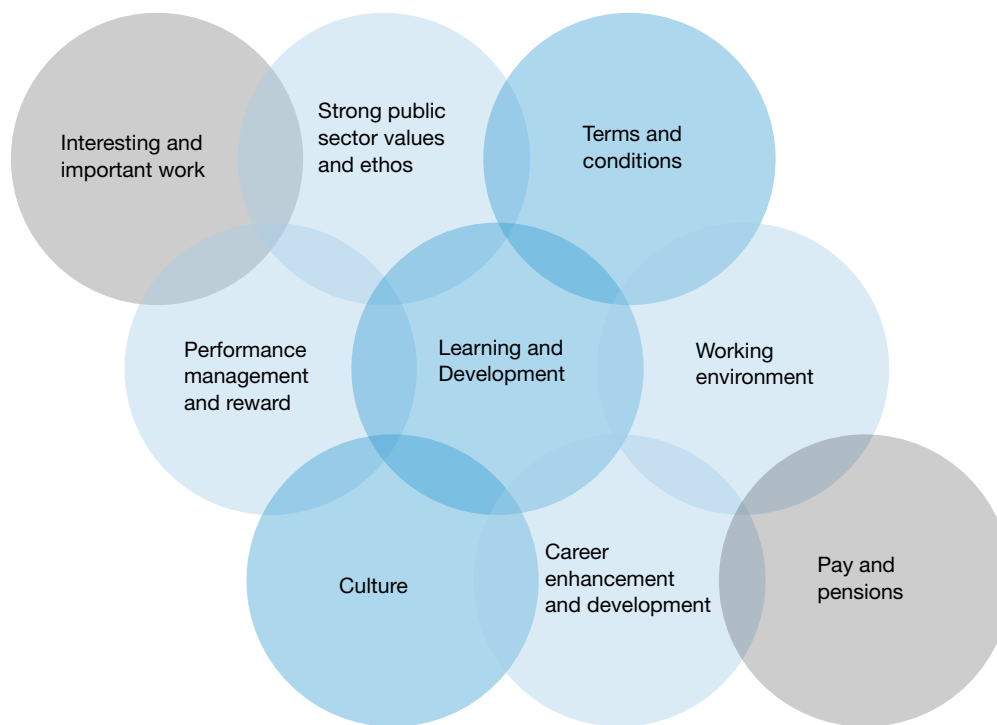 Interesting and
important work
Strong public
sector values
and ethos
Terms and
conditions
Performance
management
and reward
Learning and
Development
Working
environment
Culture
Career
enhancement
and development
Pay and
pensions